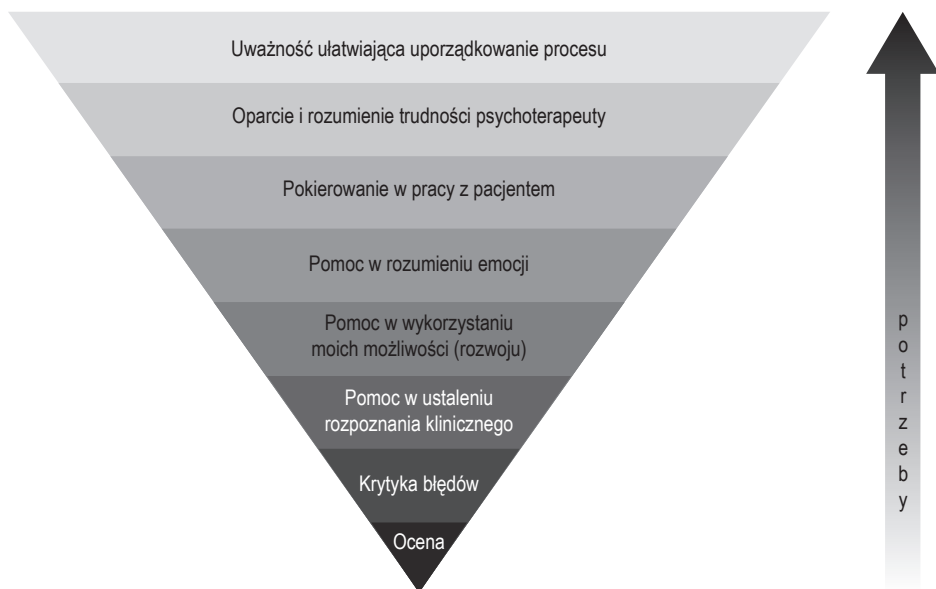 Uważność ułatwiająca uporządkowanie procesu
Oparcie i rozumienie trudności psychoterapeuty
Pokierowanie w pracy z pacjentem
Pomoc w rozumieniu emocji
Pomoc w wykorzystaniu
moich możliwości (rozwoju)
Pomoc w ustaleniu
rozpoznania klinicznego
Krytyka błędów
Ocena
potrzeby